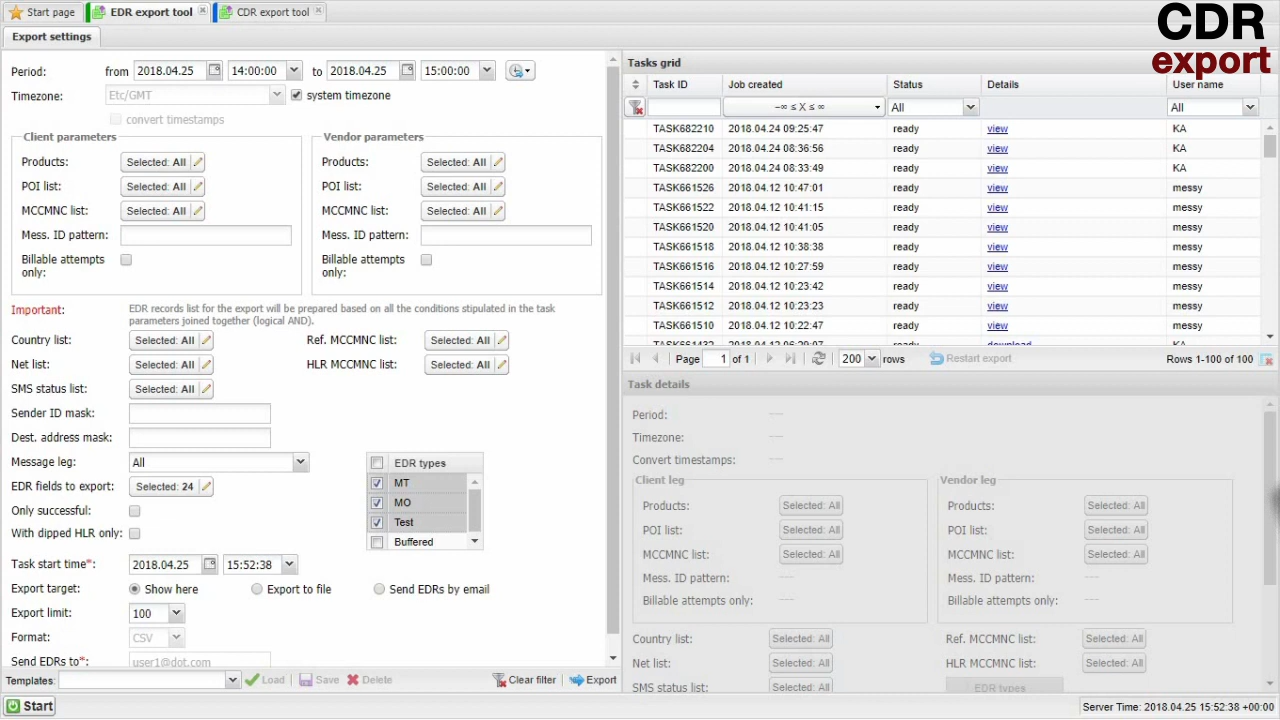 Start page EDR export tool CDR export tool
CDR
export
Export settings
Period: from 2018.04.25 14:00:00 to 2018.04.25 15:00:00
Timezone: Etc/GMT system timezone
convert timestamps
Client parameters
Products: Selected: All
POI list: Selected: All
MCCMNC list: Selected: All
Mess. ID pattern:
Billable attempts
only:
Vendor parameters
Products: Selected: All
POI list: Selected: All
MCCMNC list: Selected: All
Mess. ID pattern:
Billable attempts
only:
Important: EDR records list for the export will be prepared based on all the conditions stipulated in the task
parameters joined together (logical AND).
Country list: Selected: All Ref. MCCMNC list: Selected: All
Net list: Selected: All HLR MCCMNC list: Selected: All
SMS status list: Selected: All
Sender ID mask:
Dest. address mask:
Message leg: All
EDR fields to export: Selected: 24
Only successful:
With dipped HLR only:
EDR types
MT
MO
Test
Buffered
Task start time*: 2018.04.25 15:52:38
Export target: Show here Export to file Send EDRs by email
Export limit: 100
Format: CSV
Send EDRs to*: user1@dot.com
Templates: Load Save Delete Clear filter Export
Tasks grid
Task ID Job created Status Details User name
-∞ ≤ X ≤ ∞ All All
TASK682210 2018.04.24 09:25:47 ready view KA
TASK682204 2018.04.24 08:36:56 ready view KA
TASK682200 2018.04.24 08:33:49 ready view KA
TASK661526 2018.04.12 10:47:01 ready view messy
TASK661522 2018.04.12 10:41:15 ready view messy
TASK661520 2018.04.12 10:41:05 ready view messy
TASK661518 2018.04.12 10:38:38 ready view messy
TASK661516 2018.04.12 10:27:59 ready view messy
TASK661514 2018.04.12 10:23:42 ready view messy
TASK661512 2018.04.12 10:23:23 ready view messy
TASK661510 2018.04.12 10:22:47 ready view messy
TASK661432 2018.04.12 06:29:07 ready download KA
Page 1 of 1 200 rows Restart export Rows 1-100 of 100
Task details
Period: ---
Timezone: ---
Convert timestamps: ---
Client leg
Products: Selected: All
POI list: Selected: All
MCCMNC list: Selected: All
Mess. ID pattern: ---
Billable attempts only: ---
Vendor leg
Products: Selected: All
POI list: Selected: All
MCCMNC list: Selected: All
Mess. ID pattern: ---
Billable attempts only: ---
Country list: Selected: All Ref. MCCMNC list: Selected: All
Net list: Selected: All HLR MCCMNC list: Selected: All
SMS status list: Selected: All EDR types
Start Server Time: 2018.04.25 15:52:38 +00:00